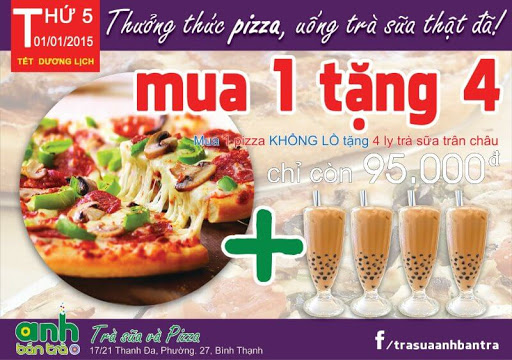 THỨ 5
T
01/01/2015
TẾT DƯƠNG LỊCH
Thưởng thức pizza, uống trà sữa thật đã!
mua 1 tặng 4
Mua 1 pizza KHỔNG LỒ tặng 4 ly trà sữa trân châu
chỉ còn 95.000đ
anh
bán trà
Trà sữa và Pizza
17/21 Thanh Đa, Phường. 27, Bình Thạnh
f/trasuaanhbantra